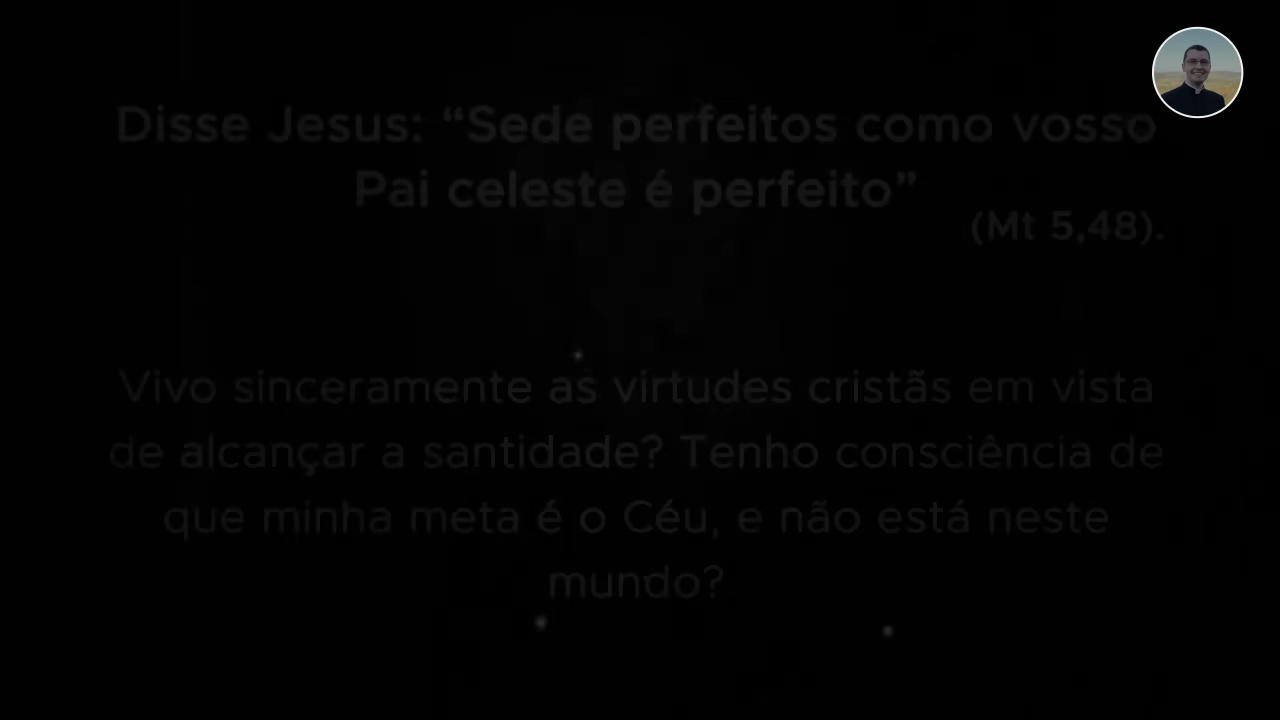 Disse Jesus: “Sede perfeitos como vosso
Pai celeste é perfeito”
(Mt 5,48).
Vivo sinceramente as virtudes cristãs em vista
de alcançar a santidade? Tenho consciência de
que minha meta é o Céu, e não está neste
mundo?